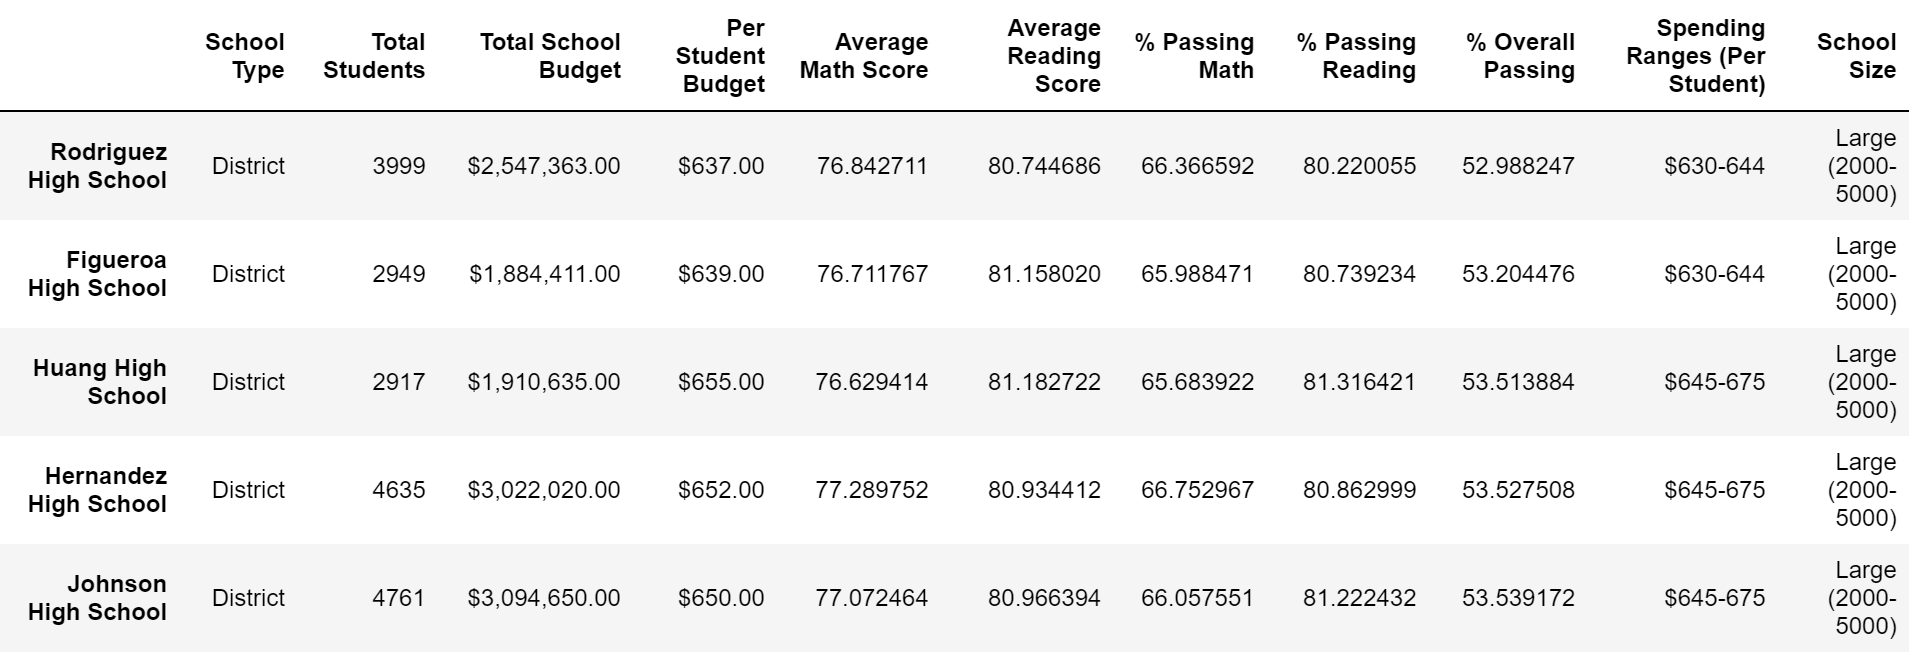 School Type Total Students Total School Budget Per Student Budget Average Math Score Average Reading Score % Passing Math % Passing Reading % Overall Passing Spending Ranges (Per Student) School Size
Rodriguez High School District 3999 $2,547,363.00 $637.00 76.842711 80.744686 66.366592 80.220055 52.988247 $630-644 Large (2000-5000)
Figueroa High School District 2949 $1,884,411.00 $639.00 76.711767 81.158020 65.988471 80.739234 53.204476 $630-644 Large (2000-5000)
Huang High School District 2917 $1,910,635.00 $655.00 76.629414 81.182722 65.683922 81.316421 53.513884 $645-675 Large (2000-5000)
Hernandez High School District 4635 $3,022,020.00 $652.00 77.289752 80.934412 66.752967 80.862999 53.527508 $645-675 Large (2000-5000)
Johnson High School District 4761 $3,094,650.00 $650.00 77.072464 80.966394 66.057551 81.222432 53.539172 $645-675 Large (2000-5000)